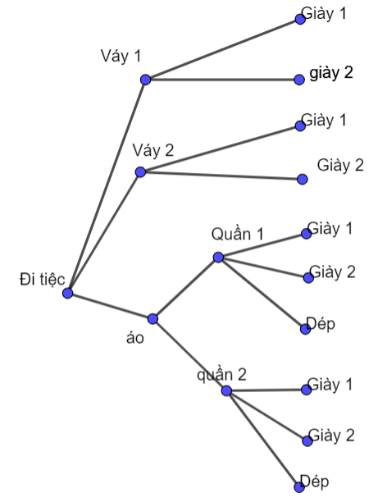 Giày 1
Váy 1
giày 2
Giày 1
Váy 2
Giày 2
Giày 1
Quần 1
Giày 2
Đi tiệc
Dép
áo
quần 2
Giày 1
Giày 2
Dép